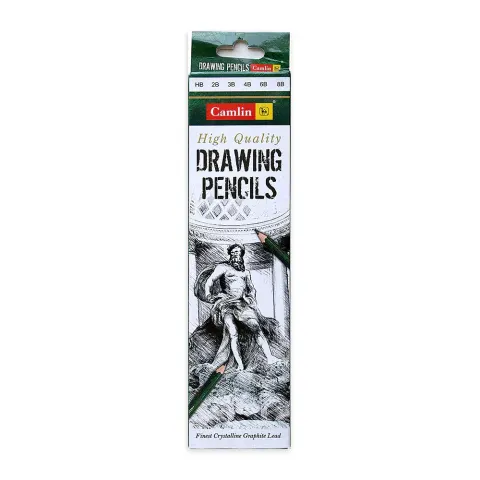 DRAWING PENCILS Camlin
HB 2B 3B 4B 6B 8B
Camlin
High Quality
DRAWING
PENCILS
Finest Crystalline Graphite Lead